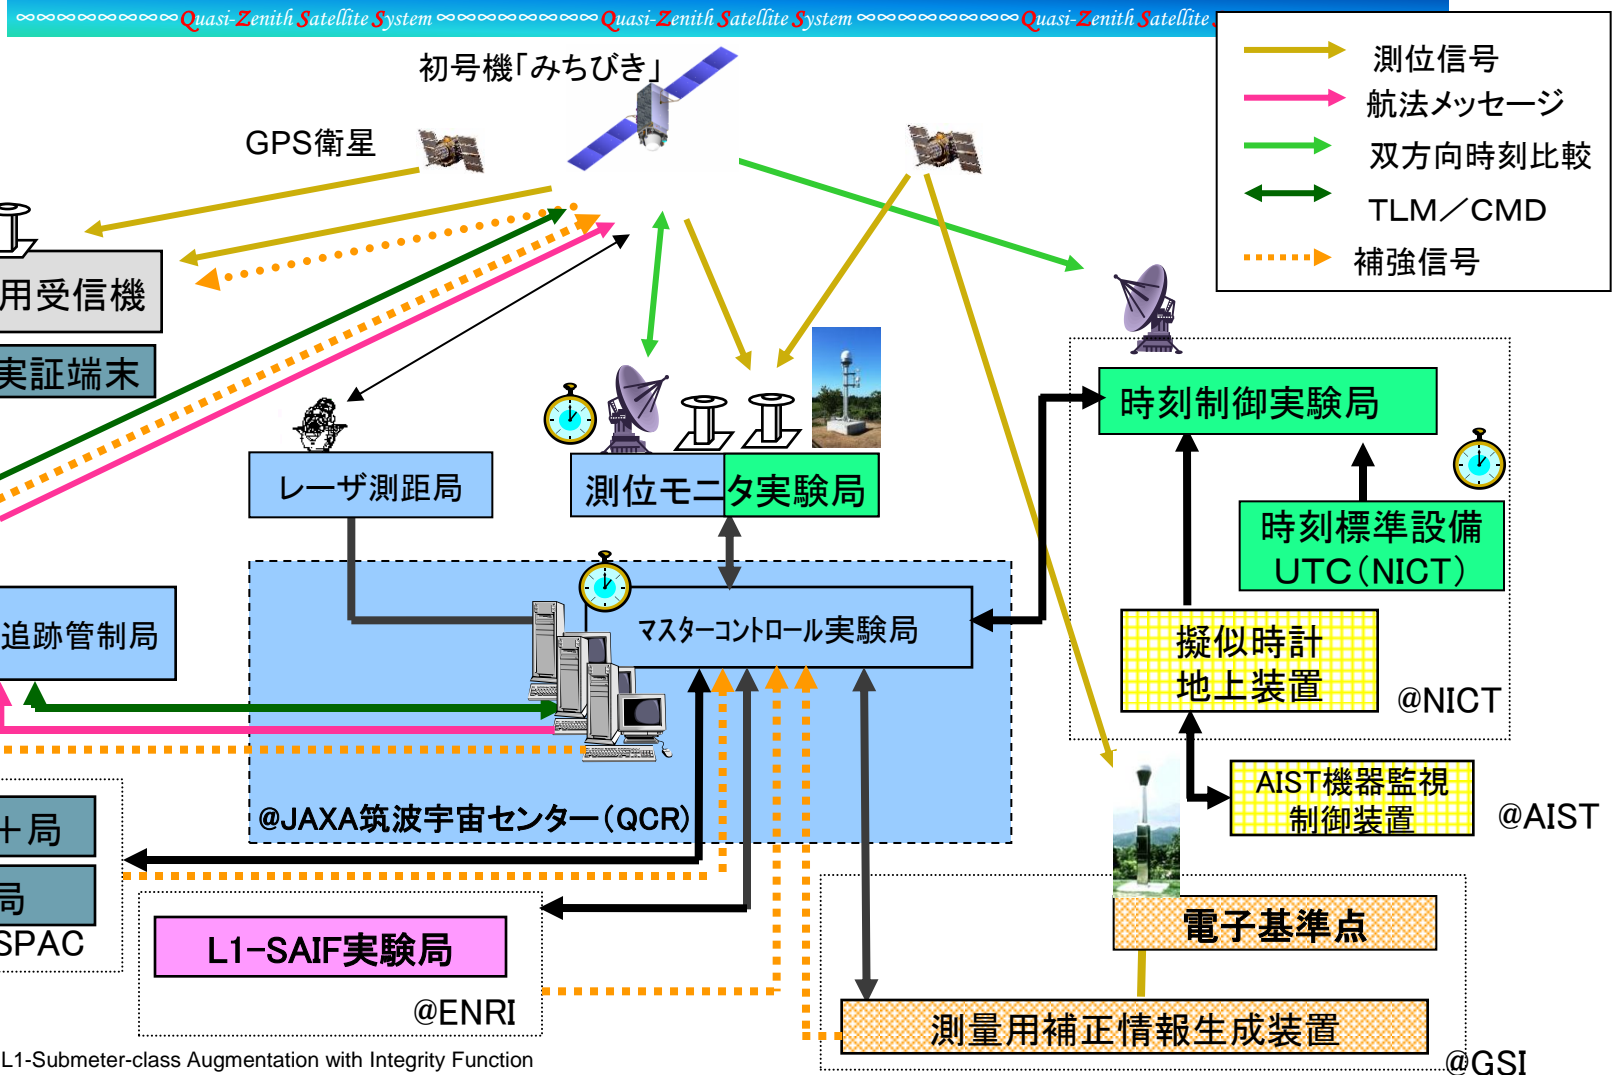 ∞∞∞∞∞∞∞∞ Quasi-Zenith Satellite System ∞∞∞∞∞∞∞∞ Quasi-Zenith Satellite System ∞∞∞∞∞∞∞∞ Quasi-Zenith Satellite
初号機「みちびき」
GPS衛星
測位信号
航法メッセージ
双方向時刻比較
TLM／CMD
補強信号
用受信機
実証端末
時刻制御実験局
レーザ測距局
測位モニタ実験局
時刻標準設備
UTC(NICT)
追跡管制局
マスターコントロール実験局
擬似時計
地上装置
@NICT
AIST機器監視
制御装置
@AIST
@JAXA筑波宇宙センター(QCR)
＋局
局
SPAC
L1-SAIF実験局
@ENRI
電子基準点
測量用補正情報生成装置
@GSI
L1-Submeter-class Augmentation with Integrity Function